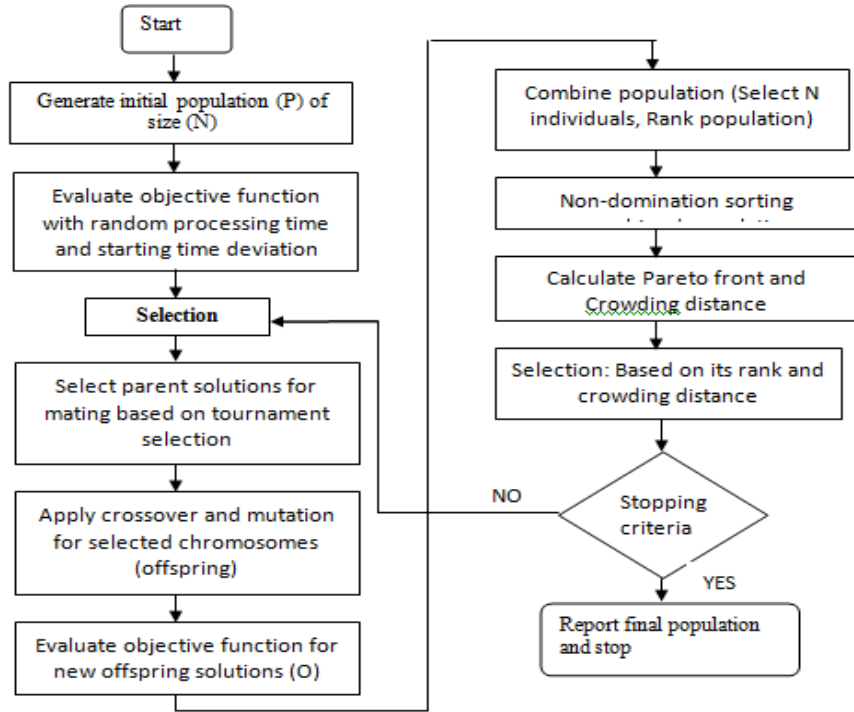 Start
Generate initial population (P) of
size (N)
Evaluate objective function
with random processing time
and starting time deviation
Selection
Select parent solutions for
mating based on tournament
selection
Apply crossover and mutation
for selected chromosomes
(offspring)
Evaluate objective function for
new offspring solutions (O)
Combine population (Select N
individuals, Rank population)
Non-domination sorting
Calculate Pareto front and
Crowding distance
Selection: Based on its rank and
crowding distance
Stopping
criteria
NO
YES
Report final population
and stop